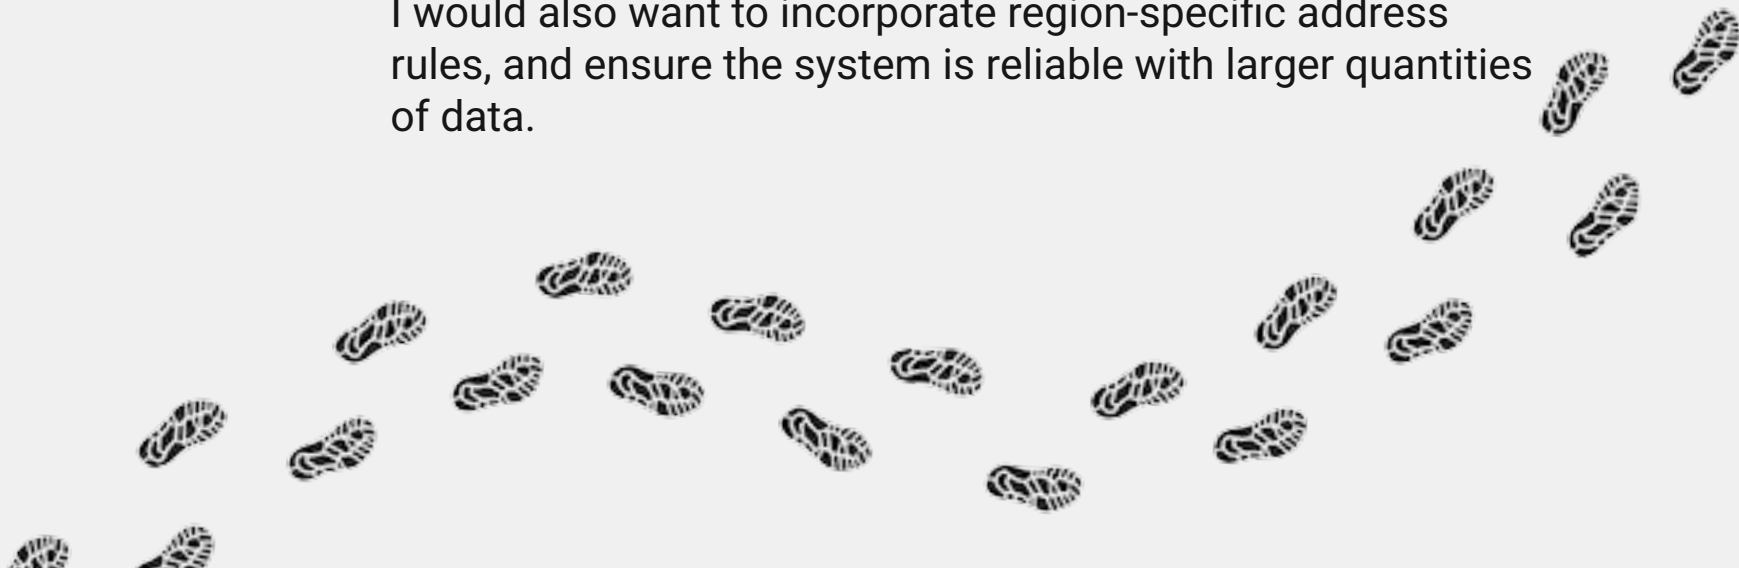 I would also want to incorporate region-specific address
rules, and ensure the system is reliable with larger quantities
of data.